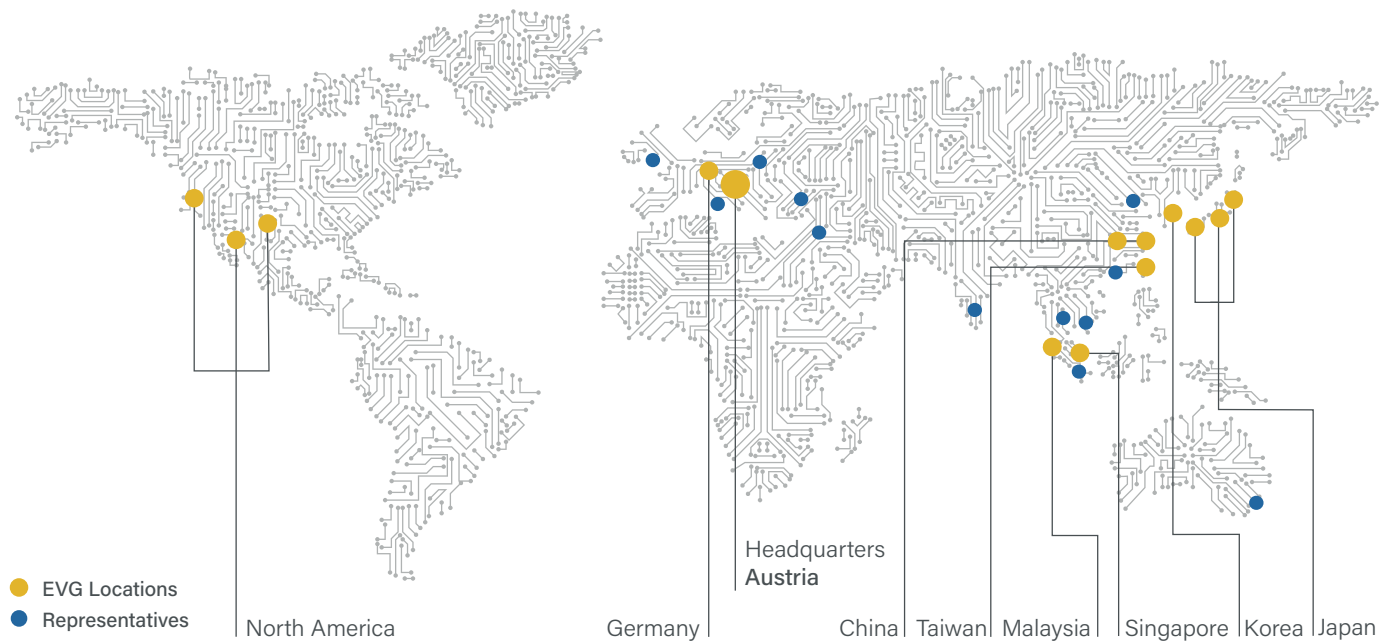 Headquarters
Austria
EVG Locations
Representatives
North America
Germany
China
Taiwan
Malaysia
Singapore
Korea
Japan